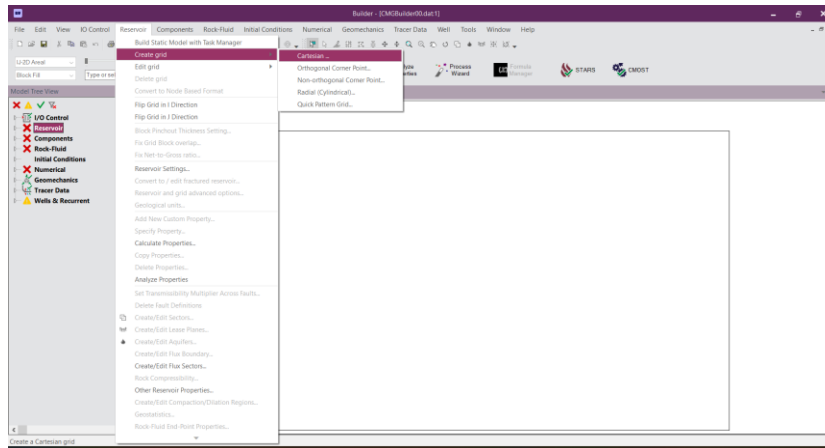 Builder - [CMGBuilder00.dat:1]
File Edit View IO Control Reservoir Components Rock-Fluid Initial Conditions Numerical Geomechanics Tracer Data Well Tools Window Help
IJ-2D Areal
Block Fill
Type or sel
Process
Wizard
Formula
Manager
STARS
CMOST
Model Tree View
I/O Control
Reservoir
Components
Rock-Fluid
Initial Conditions
Numerical
Geomechanics
Tracer Data
Wells & Recurrent
Build Static Model with Task Manager
Create grid
Edit grid
Delete grid
Convert to Node Based Format
Flip Grid in I Direction
Flip Grid in J Direction
Block Pinchout Thickness Setting...
Fix Grid Block overlap...
Fix Net-to-Gross ratio...
Reservoir Settings...
Convert to / edit fractured reservoir...
Reservoir and grid advanced options...
Geological units...
Add New Custom Property...
Specify Property...
Calculate Properties...
Copy Properties...
Delete Properties...
Analyze Properties
Set Transmissibility Multiplier Across Faults...
Delete Fault Definitions
Create/Edit Sectors...
Create/Edit Lease Planes...
Create/Edit Aquifers...
Create/Edit Flux Boundary...
Create/Edit Flux Sectors...
Rock Compressibility...
Other Reservoir Properties...
Create/Edit Compaction/Dilation Regions...
Geostatistics...
Rock-Fluid End-Point Properties...
Cartesian ...
Orthogonal Corner Point...
Non-orthogonal Corner Point...
Radial (Cylindrical)...
Quick Pattern Grid...
Create a Cartesian grid